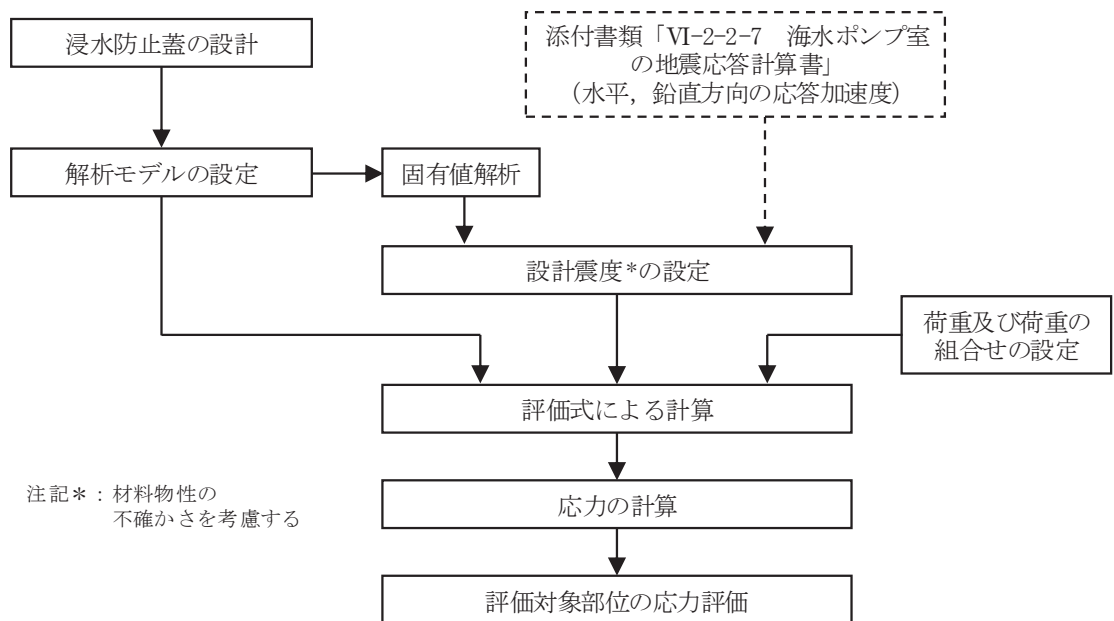 浸水防止蓋の設計
添付書類「Ⅵ-2-2-7　海水ポンプ室
の地震応答計算書」
（水平，鉛直方向の応答加速度）
解析モデルの設定
固有値解析
設計震度*の設定
荷重及び荷重の
組合せの設定
評価式による計算
注記＊：材料物性の
不確かさを考慮する
応力の計算
評価対象部位の応力評価